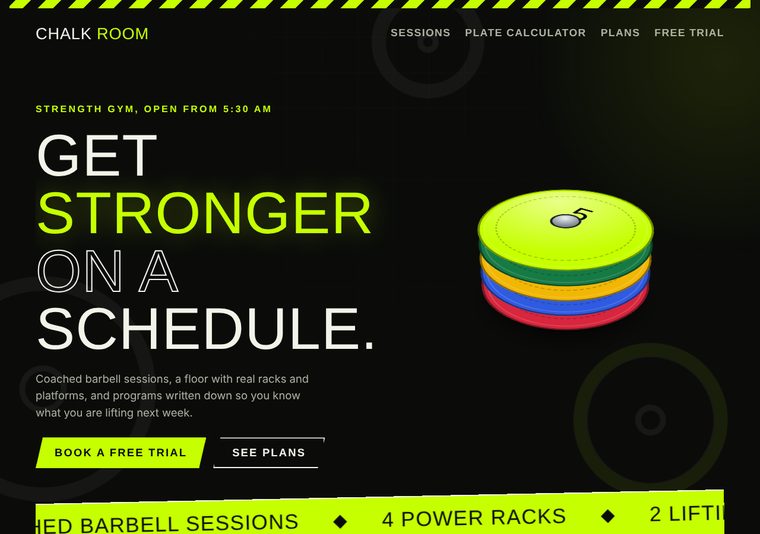 CHALK ROOM
SESSIONS PLATE CALCULATOR PLANS FREE TRIAL
STRENGTH GYM, OPEN FROM 5:30 AM
GET
STRONGER
ON A
SCHEDULE.
5
Coached barbell sessions, a floor with real racks and
platforms, and programs written down so you know
what you are lifting next week.
BOOK A FREE TRIAL SEE PLANS
BARBELL SESSIONS ◆ 4 POWER RACKS ◆ 2